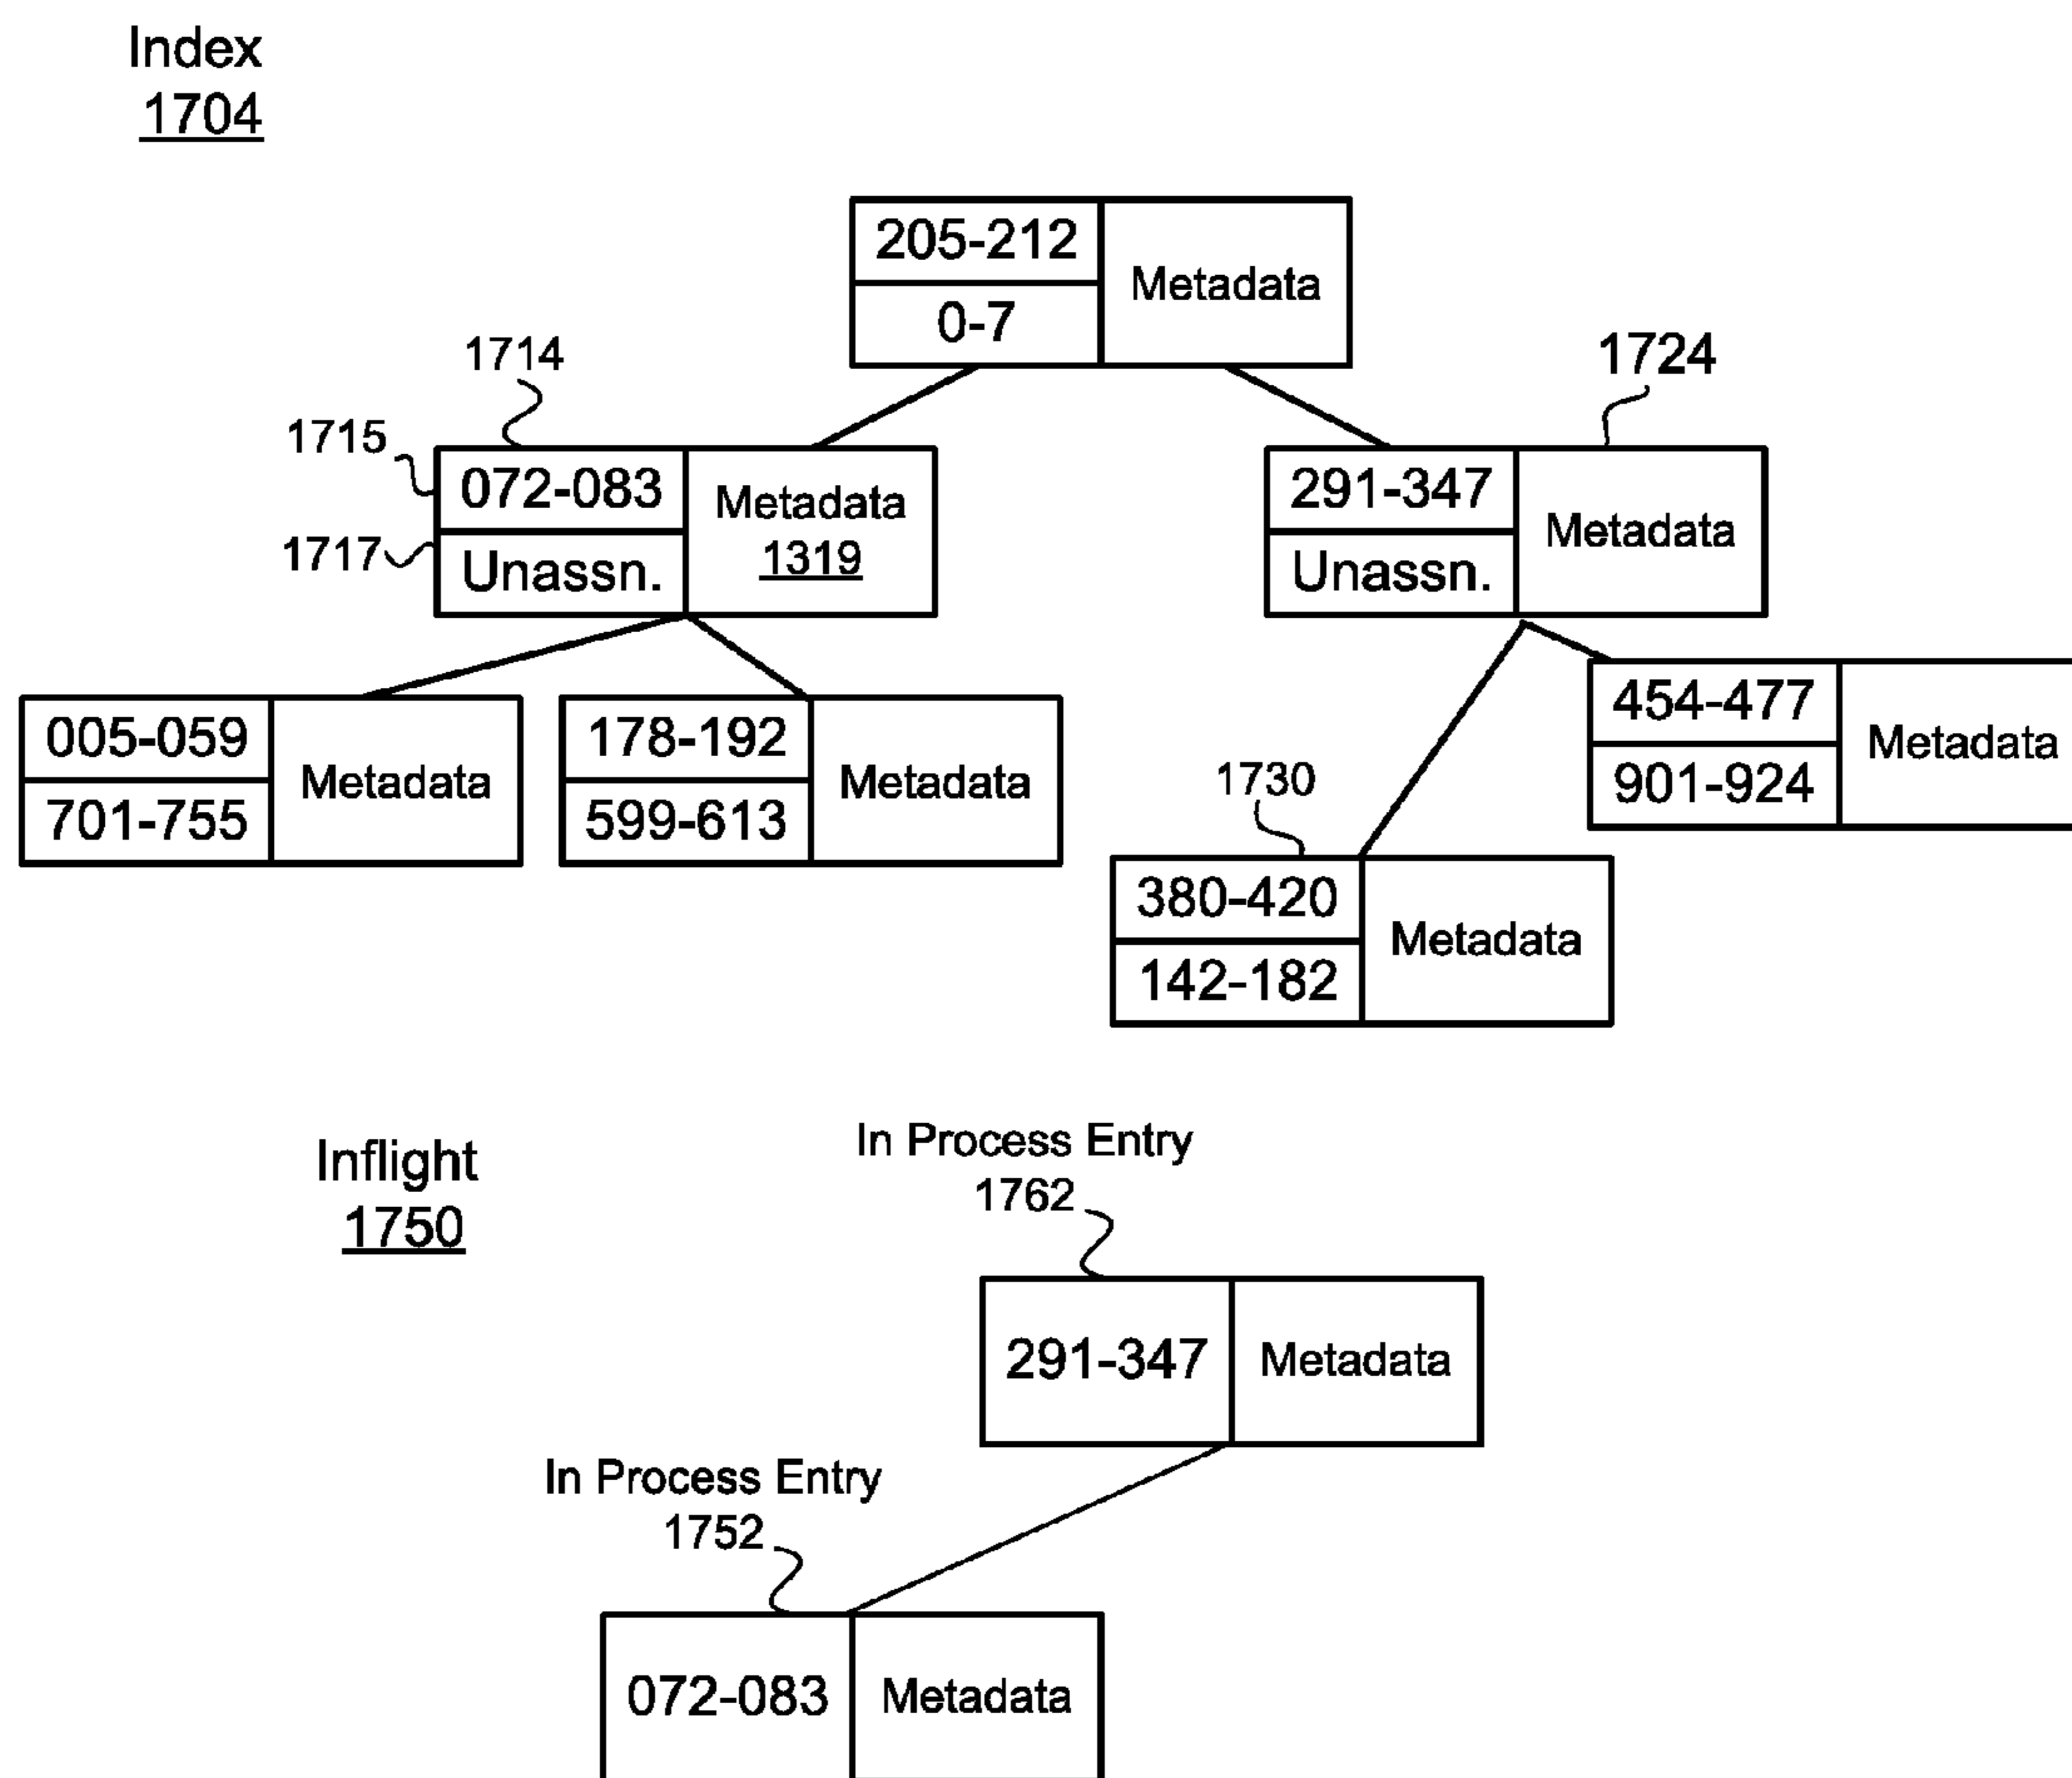 Index
1704
205-212
Metadata
0-7
1714
1724
1715
072-083
Metadata
1319
1717
Unassn.
291-347
Metadata
Unassn.
005-059
Metadata
701-755
178-192
Metadata
599-613
454-477
Metadata
901-924
1730
380-420
Metadata
142-182
Inflight
1750
In Process Entry
1762
291-347
Metadata
In Process Entry
1752
072-083
Metadata